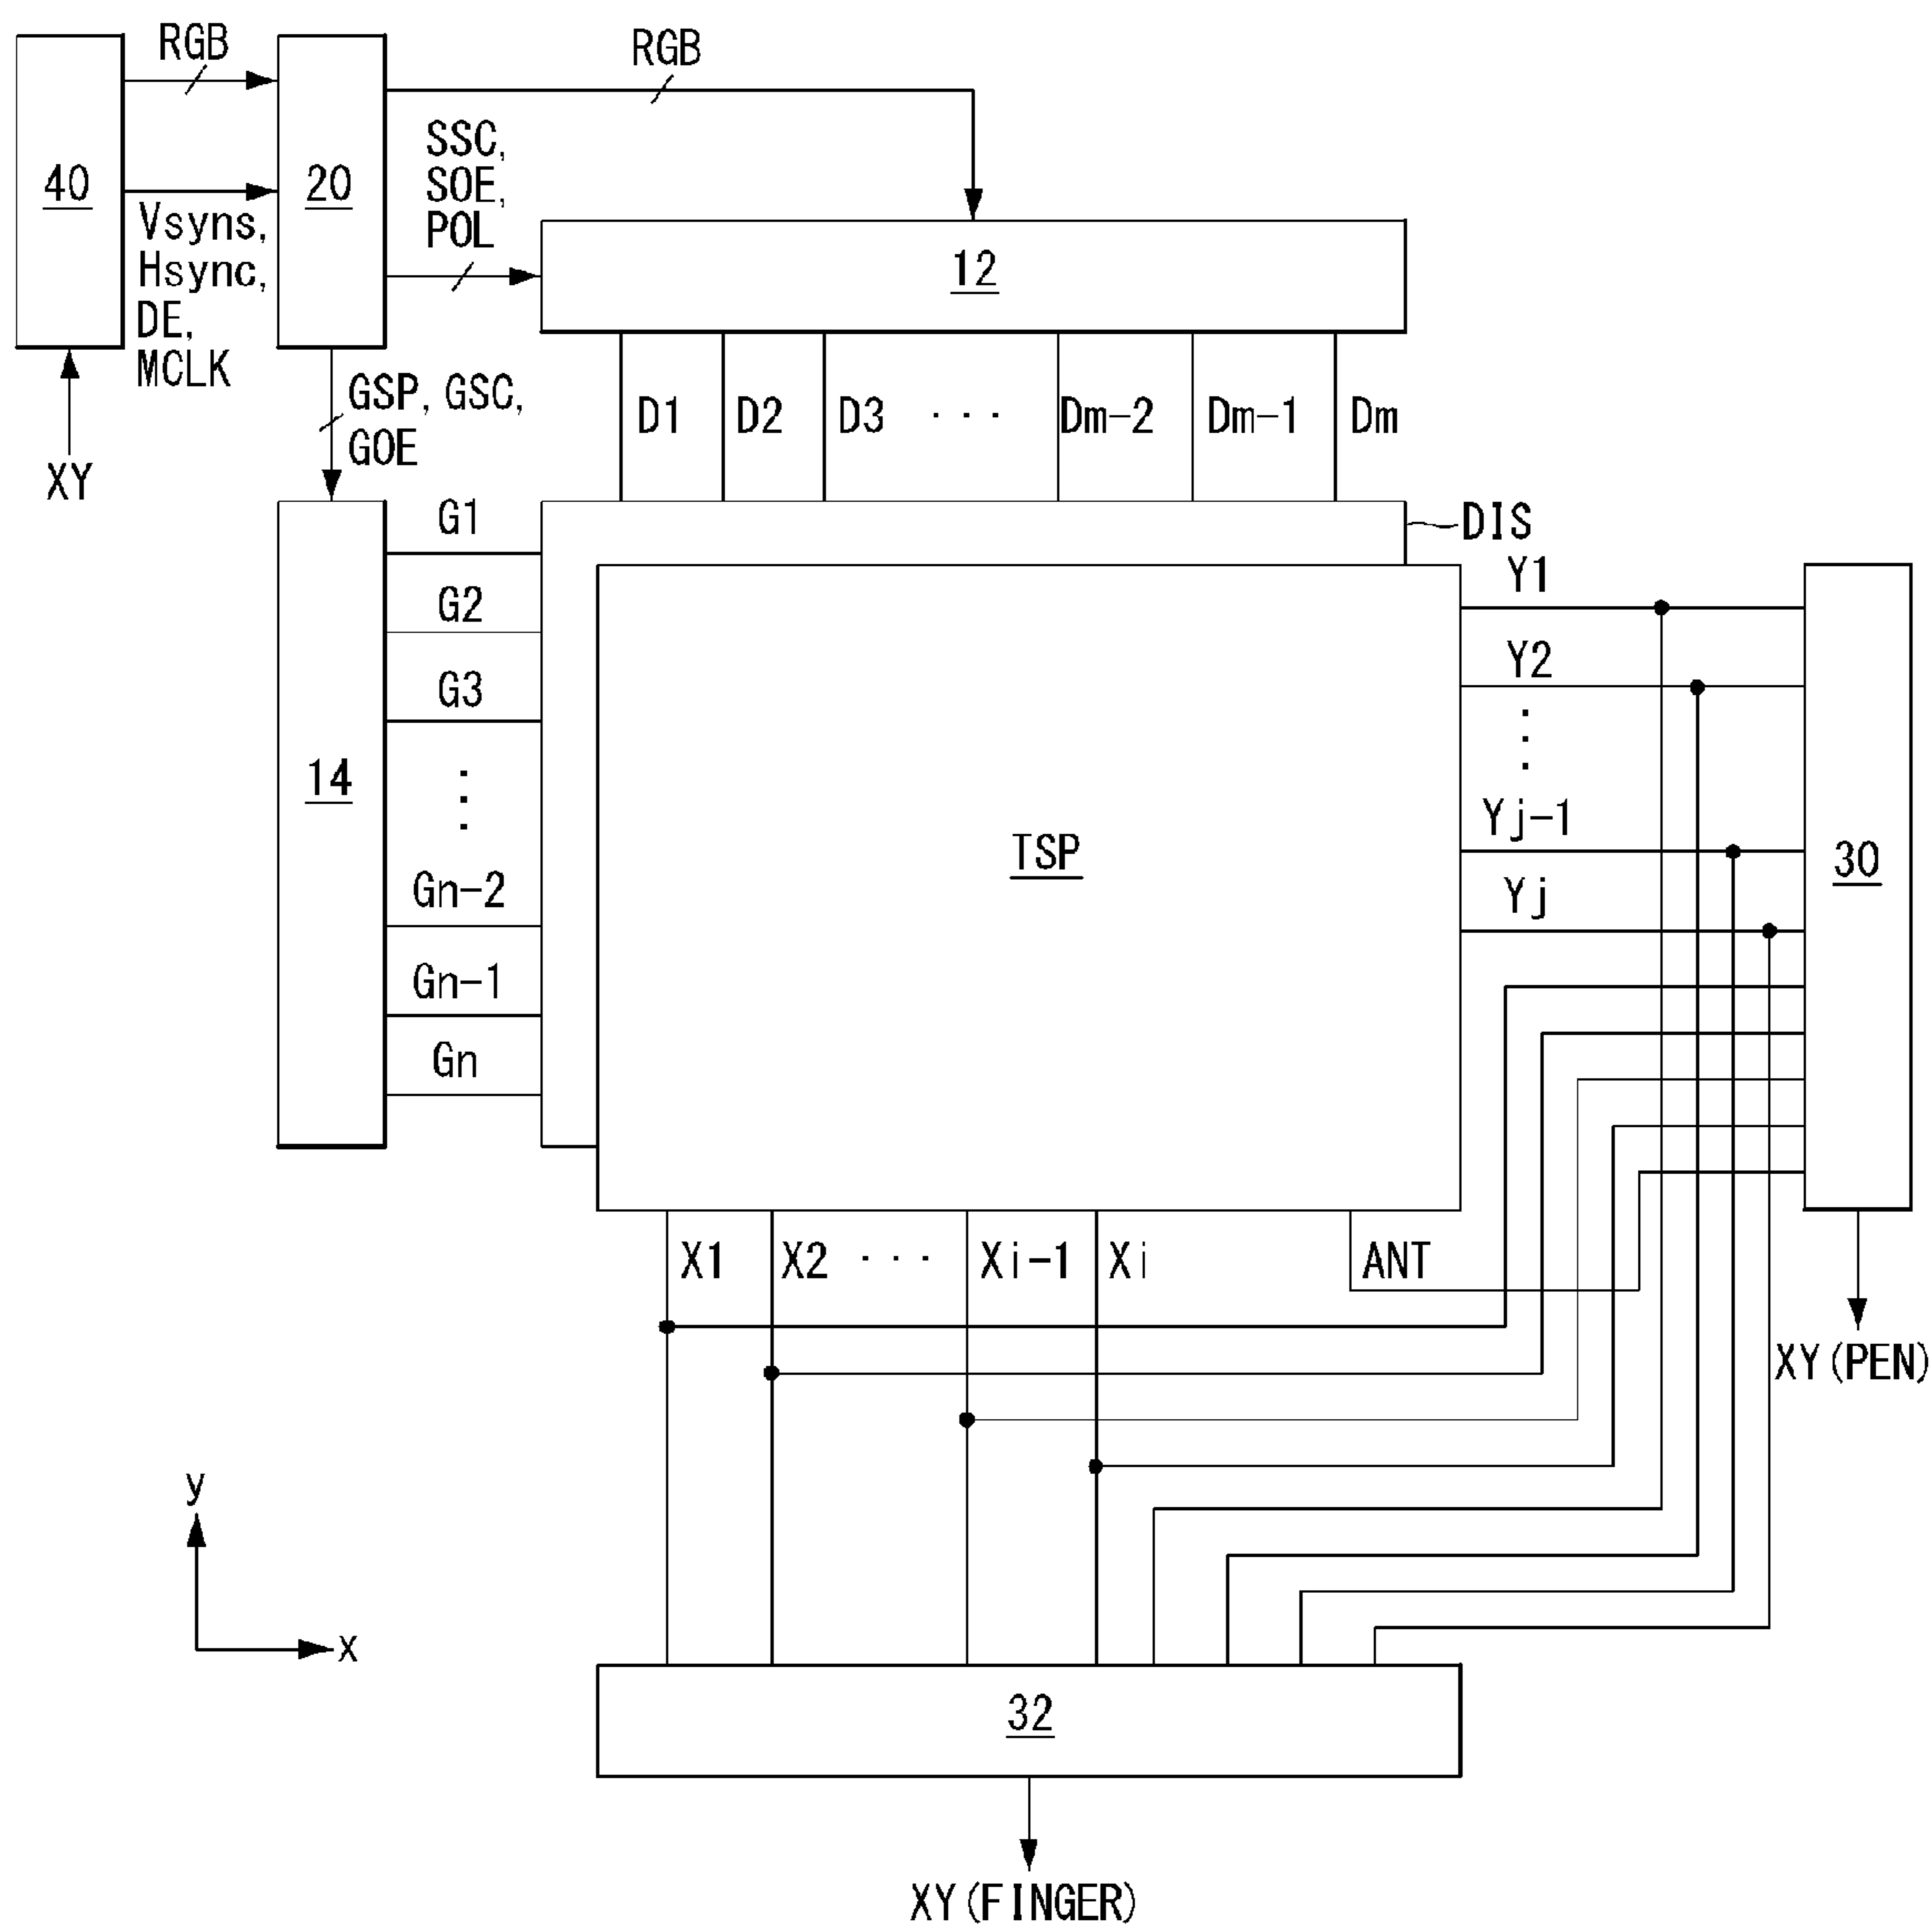 RGB
RGB
40
20
SSC,
SOE,
POL
Vsyns,
Hsync,
DE,
MCLK
12
XY
GSP, GSC,
GOE
D1 D2 D3 ··· Dm-2 Dm-1 Dm
DIS
14
G1
G2
G3
Gn-2
Gn-1
Gn
TSP
Y1
Y2
Yj-1
Yj
30
X1 X2 ··· Xi-1 Xi ANT
XY(PEN)
y
x
32
XY(FINGER)